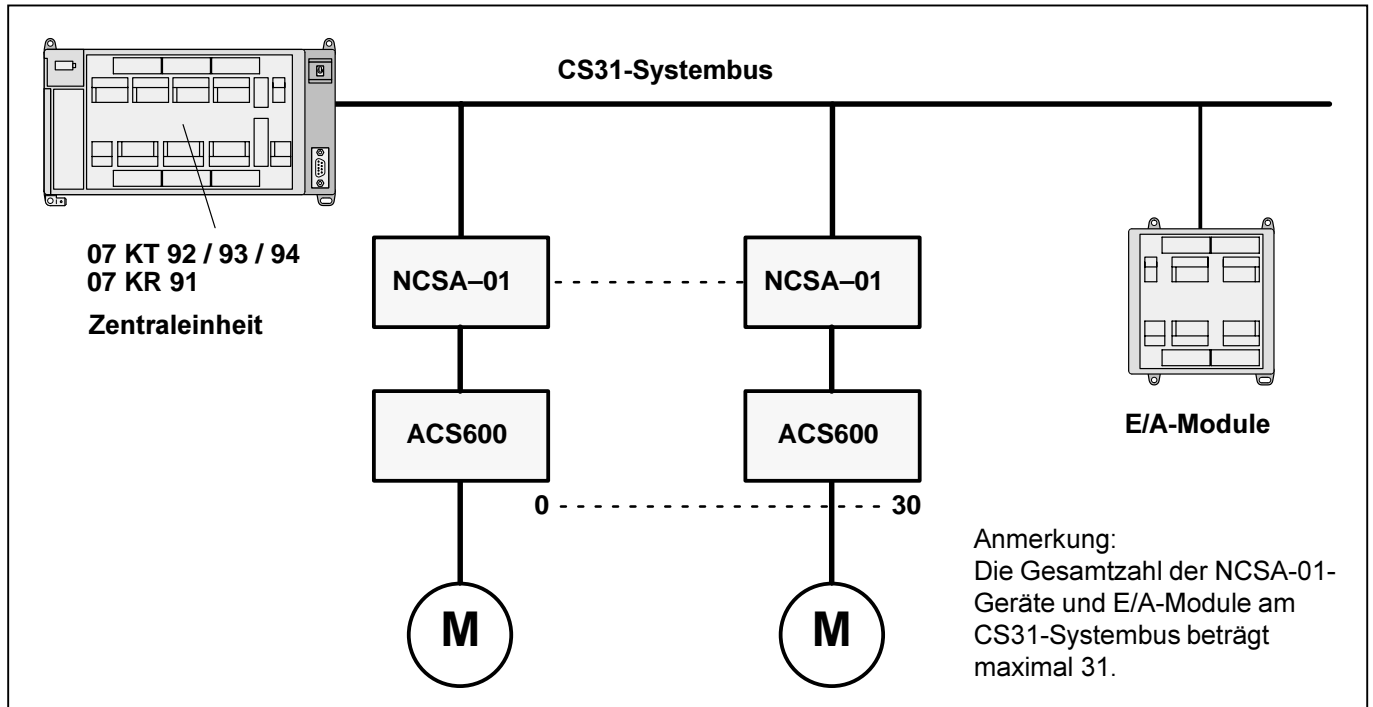 CS31-Systembus
07 KT 92 / 93 / 94
07 KR 91
Zentraleinheit
NCSA–01
NCSA–01
ACS600
ACS600
E/A-Module
0
30
M
M
Anmerkung:
Die Gesamtzahl der NCSA-01-
Geräte und E/A-Module am
CS31-Systembus beträgt
maximal 31.